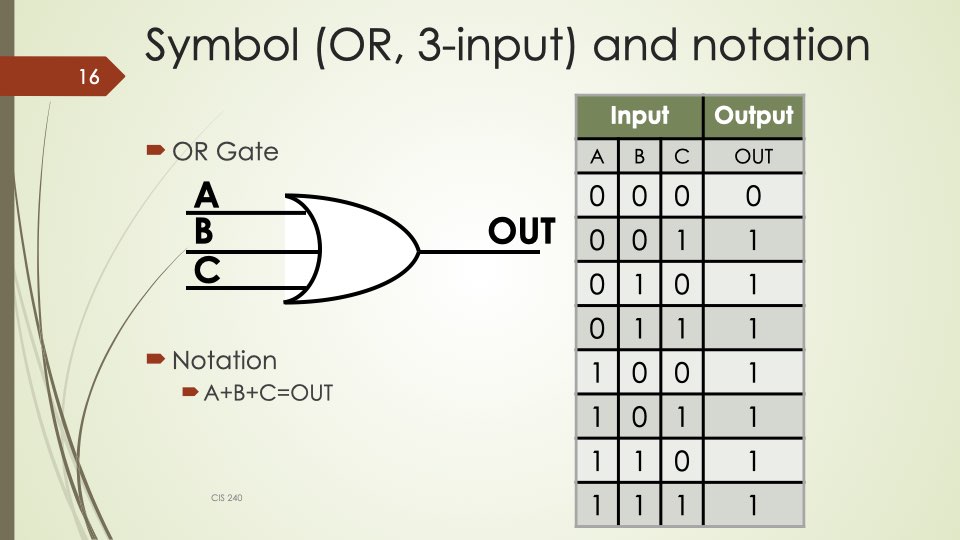 Symbol (OR, 3-input) and notation
16
OR Gate
A
B
C
OUT
Notation
A+B+C=OUT
Input Output
A B C OUT
0 0 0 0
0 0 1 1
0 1 0 1
0 1 1 1
1 0 0 1
1 0 1 1
1 1 0 1
1 1 1 1
CIS 240